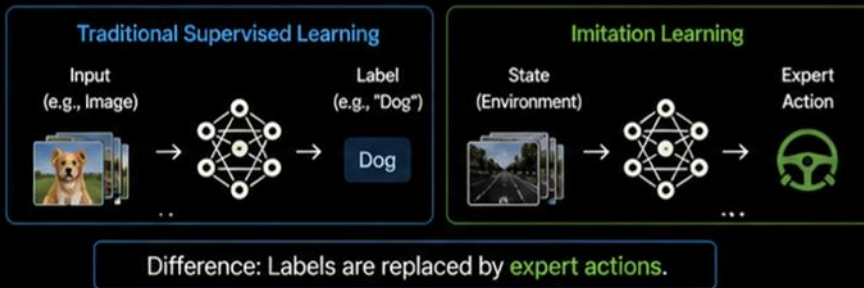 Traditional Supervised Learning
Input
(e.g., Image)
Label
(e.g., "Dog")
Dog
Imitation Learning
State
(Environment)
Expert
Action
Difference: Labels are replaced by expert actions.